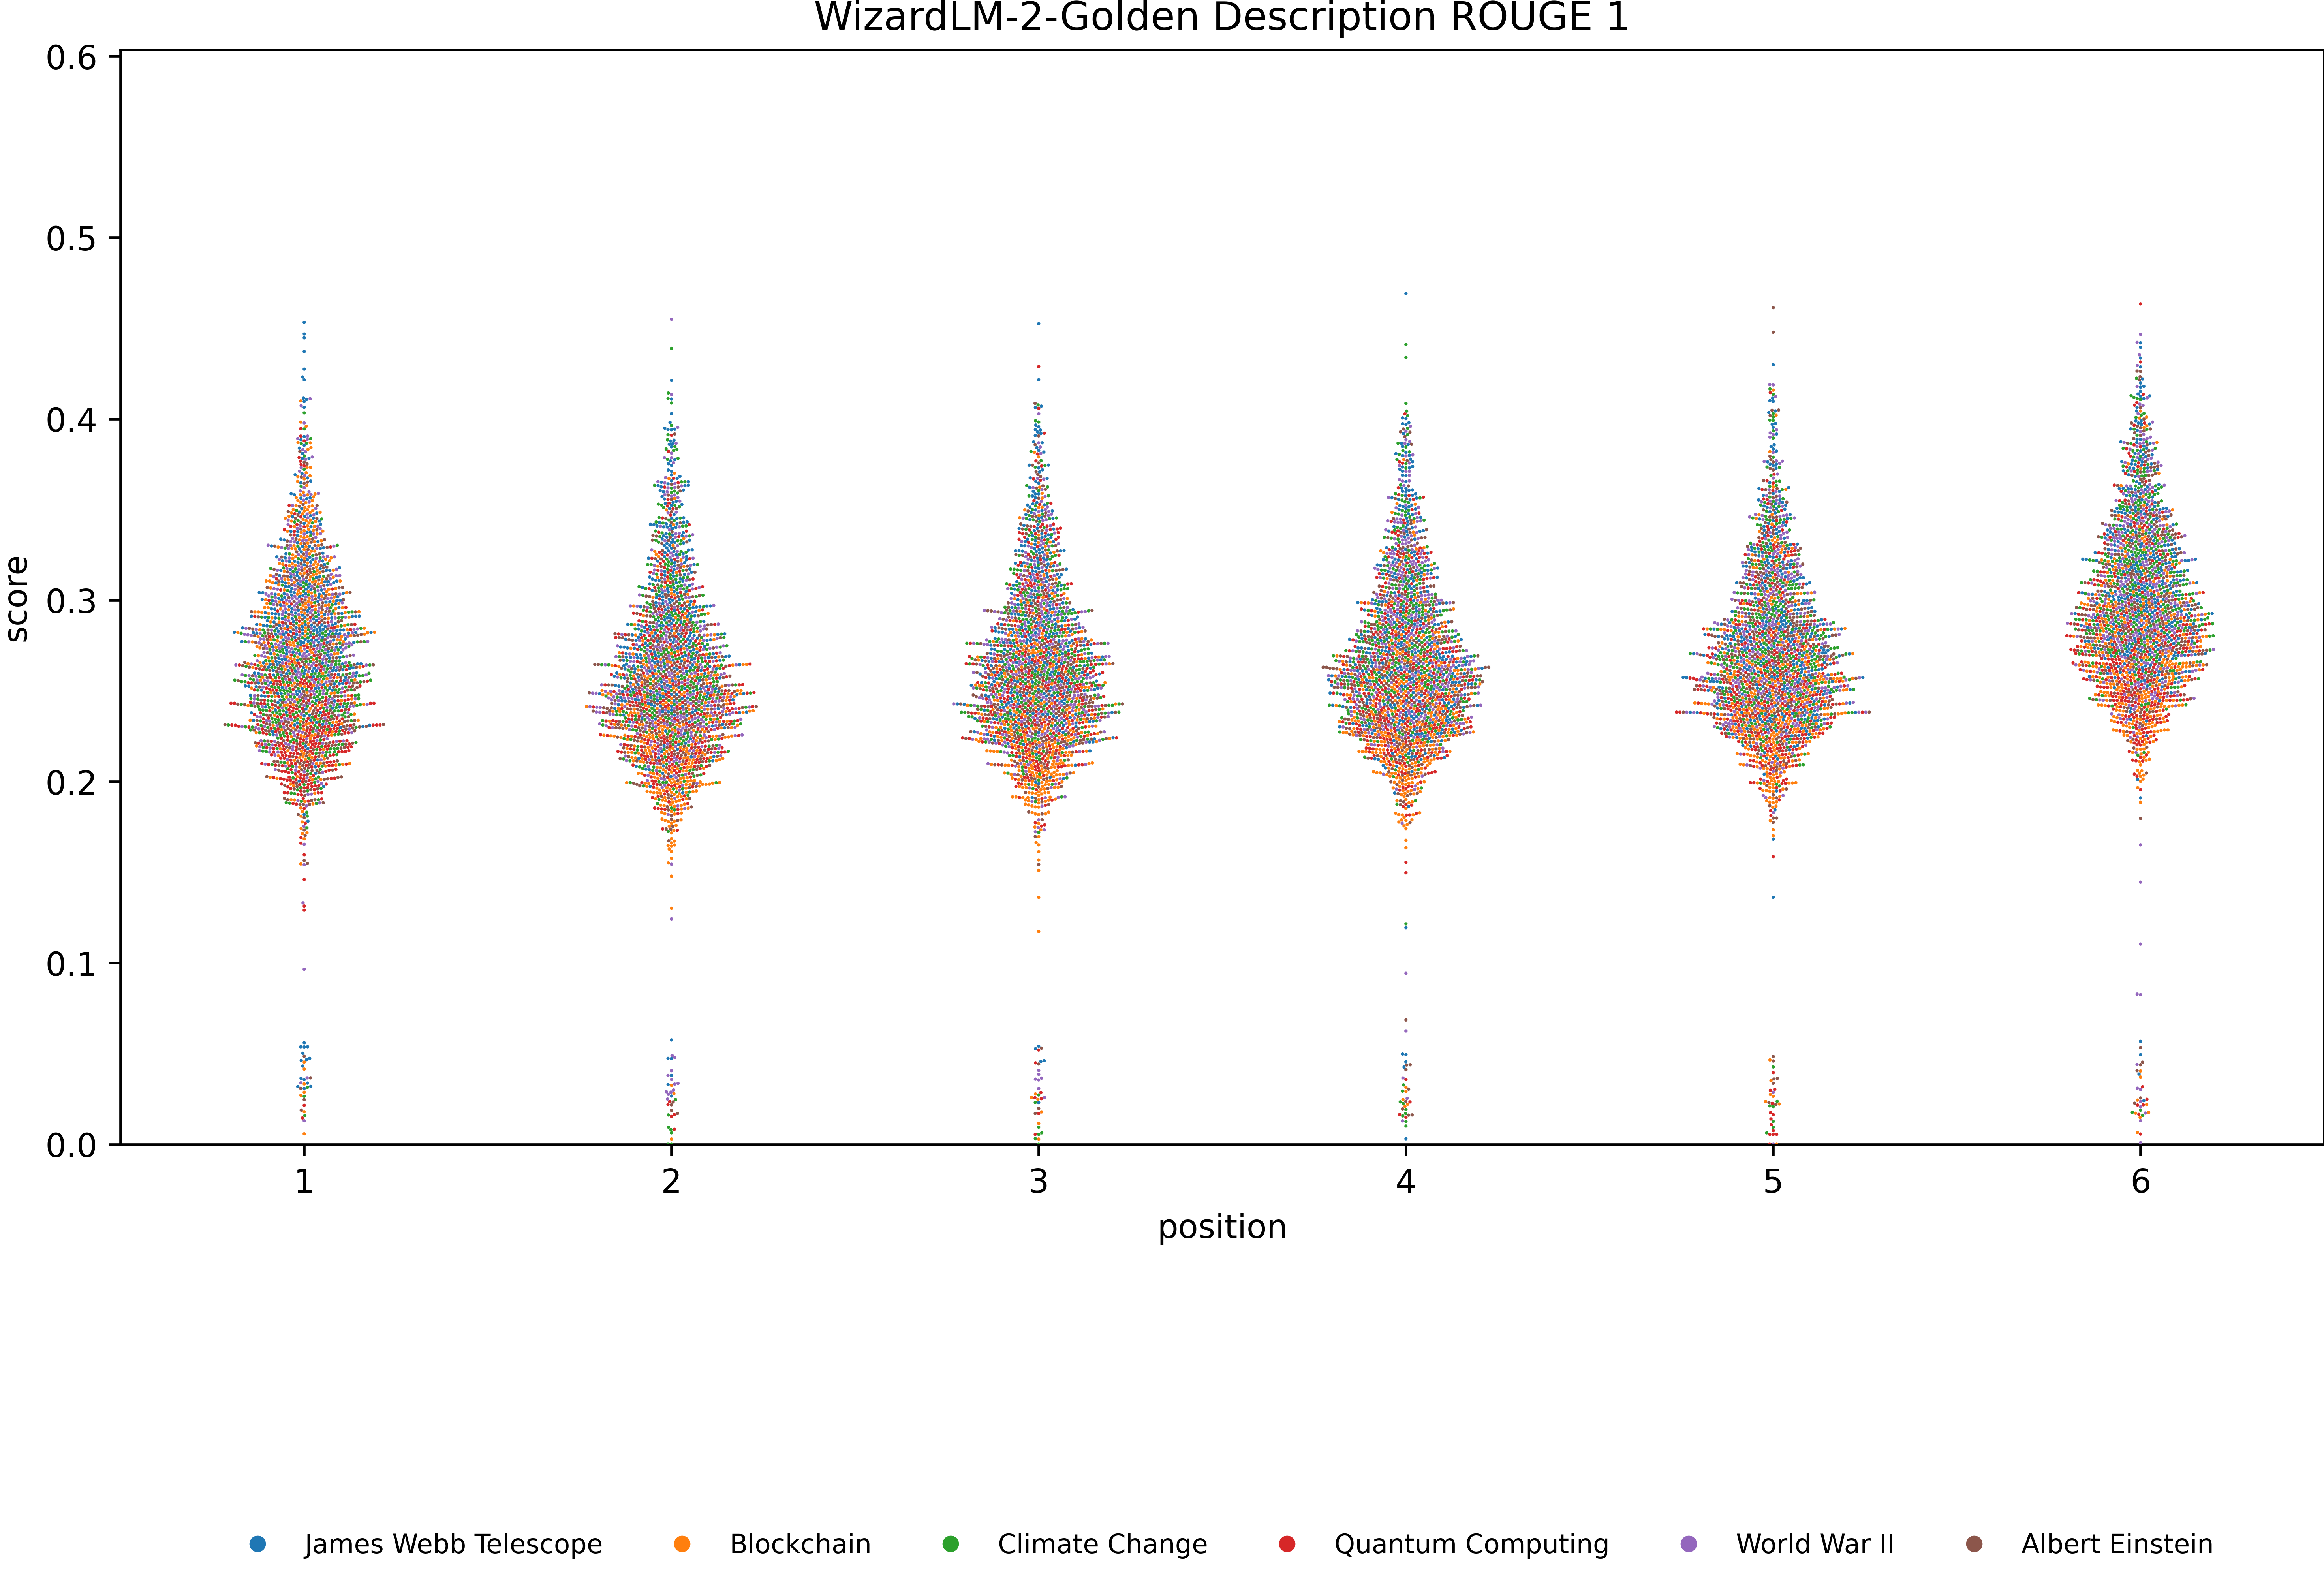 WizardLM-2-Golden Description ROUGE 1
0.6
0.5
0.4
0.3
0.2
0.1
0.0
score
1 2 3 4 5 6
position
James Webb Telescope Blockchain Climate Change Quantum Computing World War II Albert Einstein